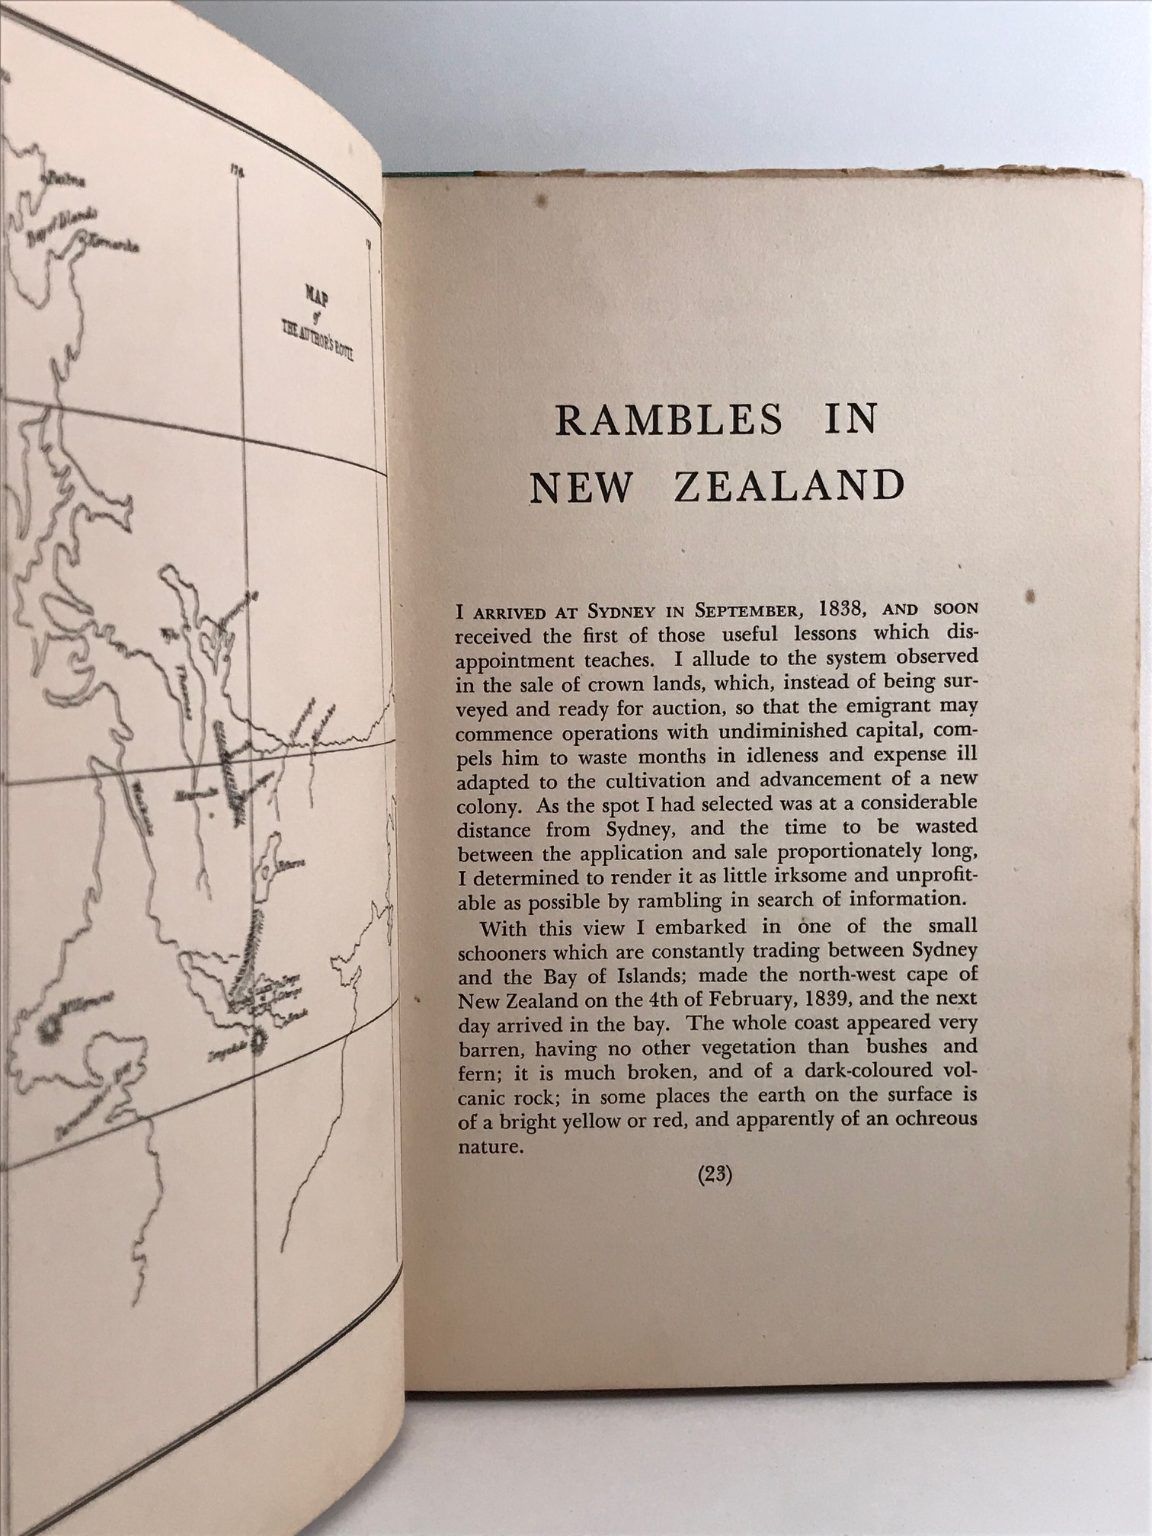 Bay of Islands
176
MAP
of
THE AUTHOR'S ROUTE
Thames
RAMBLES IN
NEW ZEALAND
I ARRIVED AT SYDNEY IN SEPTEMBER, 1838, AND SOON
received the first of those useful lessons which dis-
appointment teaches. I allude to the system observed
in the sale of crown lands, which, instead of being sur-
veyed and ready for auction, so that the emigrant may
commence operations with undiminished capital, com-
pels him to waste months in idleness and expense ill
adapted to the cultivation and advancement of a new
colony. As the spot I had selected was at a considerable
distance from Sydney, and the time to be wasted
between the application and sale proportionately long,
I determined to render it as little irksome and unprofit-
able as possible by rambling in search of information.
With this view I embarked in one of the small
schooners which are constantly trading between Sydney
and the Bay of Islands; made the north-west cape of
New Zealand on the 4th of February, 1839, and the next
day arrived in the bay. The whole coast appeared very
barren, having no other vegetation than bushes and
fern; it is much broken, and of a dark-coloured vol-
canic rock; in some places the earth on the surface is
of a bright yellow or red, and apparently of an ochreous
nature.
(23)